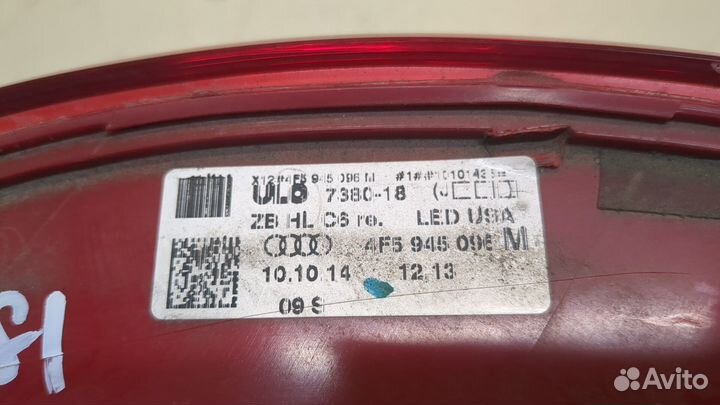 X12#4F5 945 096 M #1##10101423#
ULO 7380-18
ZB HL C6 re. LED USA
4F5 945 096 M
10.10.14 12.13
09 S
Avito